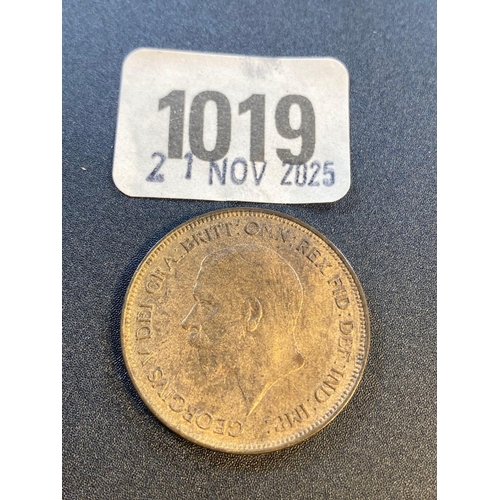 1019
21 NOV 2025
GEORGIVS V DEI GRA: BRITT: OMN: REX FID: DEF: IND: IMP: